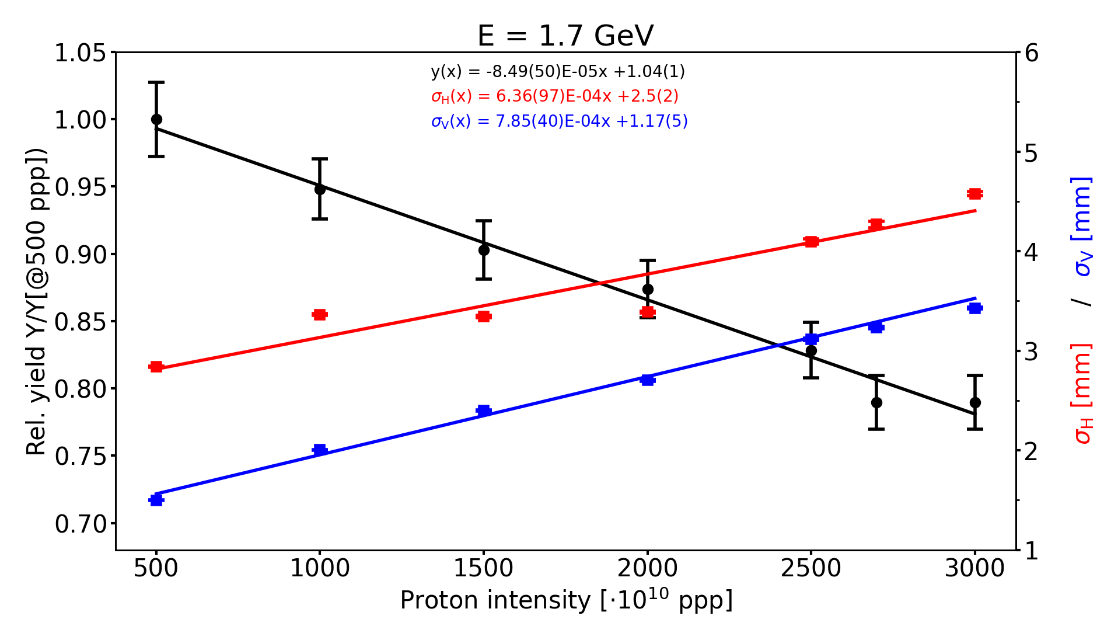 E = 1.7 GeV
y(x) = -8.49(50)E-05x +1.04(1)
σH(x) = 6.36(97)E-04x +2.5(2)
σV(x) = 7.85(40)E-04x +1.17(5)
Rel. yield Y/Y[@500 ppp])
1.05
1.00
0.95
0.90
0.85
0.80
0.75
0.70
6
5
4
3
2
1
σH [mm] / σV [mm]
500 1000 1500 2000 2500 3000
Proton intensity [·10¹⁰ ppp]